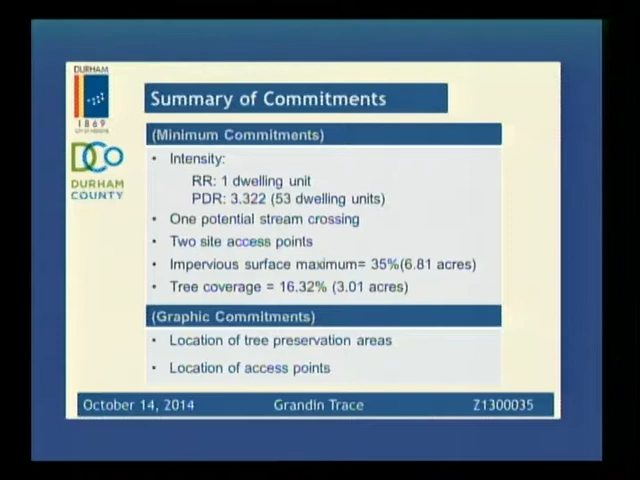 DURHAM
1869
DCo
DURHAM
COUNTY
Summary of Commitments
(Minimum Commitments)
• Intensity:
RR: 1 dwelling unit
PDR: 3.322 (53 dwelling units)
• One potential stream crossing
• Two site access points
• Impervious surface maximum= 35%(6.81 acres)
• Tree coverage = 16.32% (3.01 acres)
(Graphic Commitments)
• Location of tree preservation areas
• Location of access points
October 14, 2014 Grandin Trace Z1300035